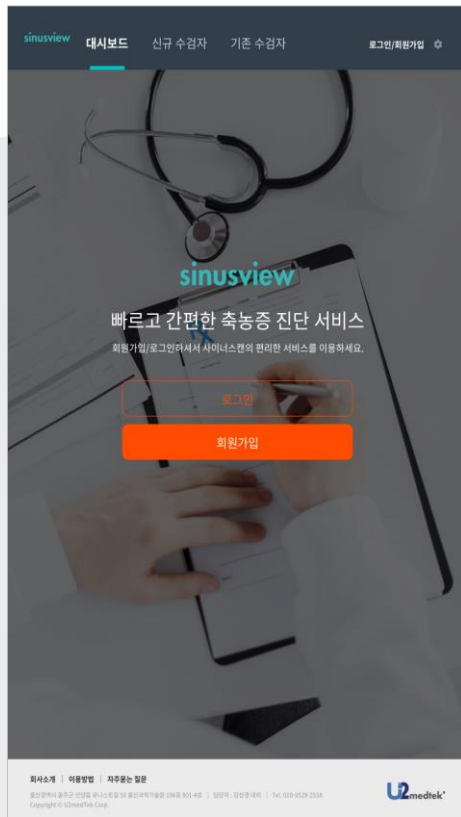 sinusview 대시보드 신규 수검자 기존 수검자 로그인/회원가입
sinusview
빠르고 간편한 축농증 진단 서비스
회원가입/로그인하셔서 사이너스캔의 편리한 서비스를 이용하세요.
로그인
회원가입
회사소개 | 이용방법 | 자주묻는 질문
Copyright © U2medTek Corp.
U2medtek